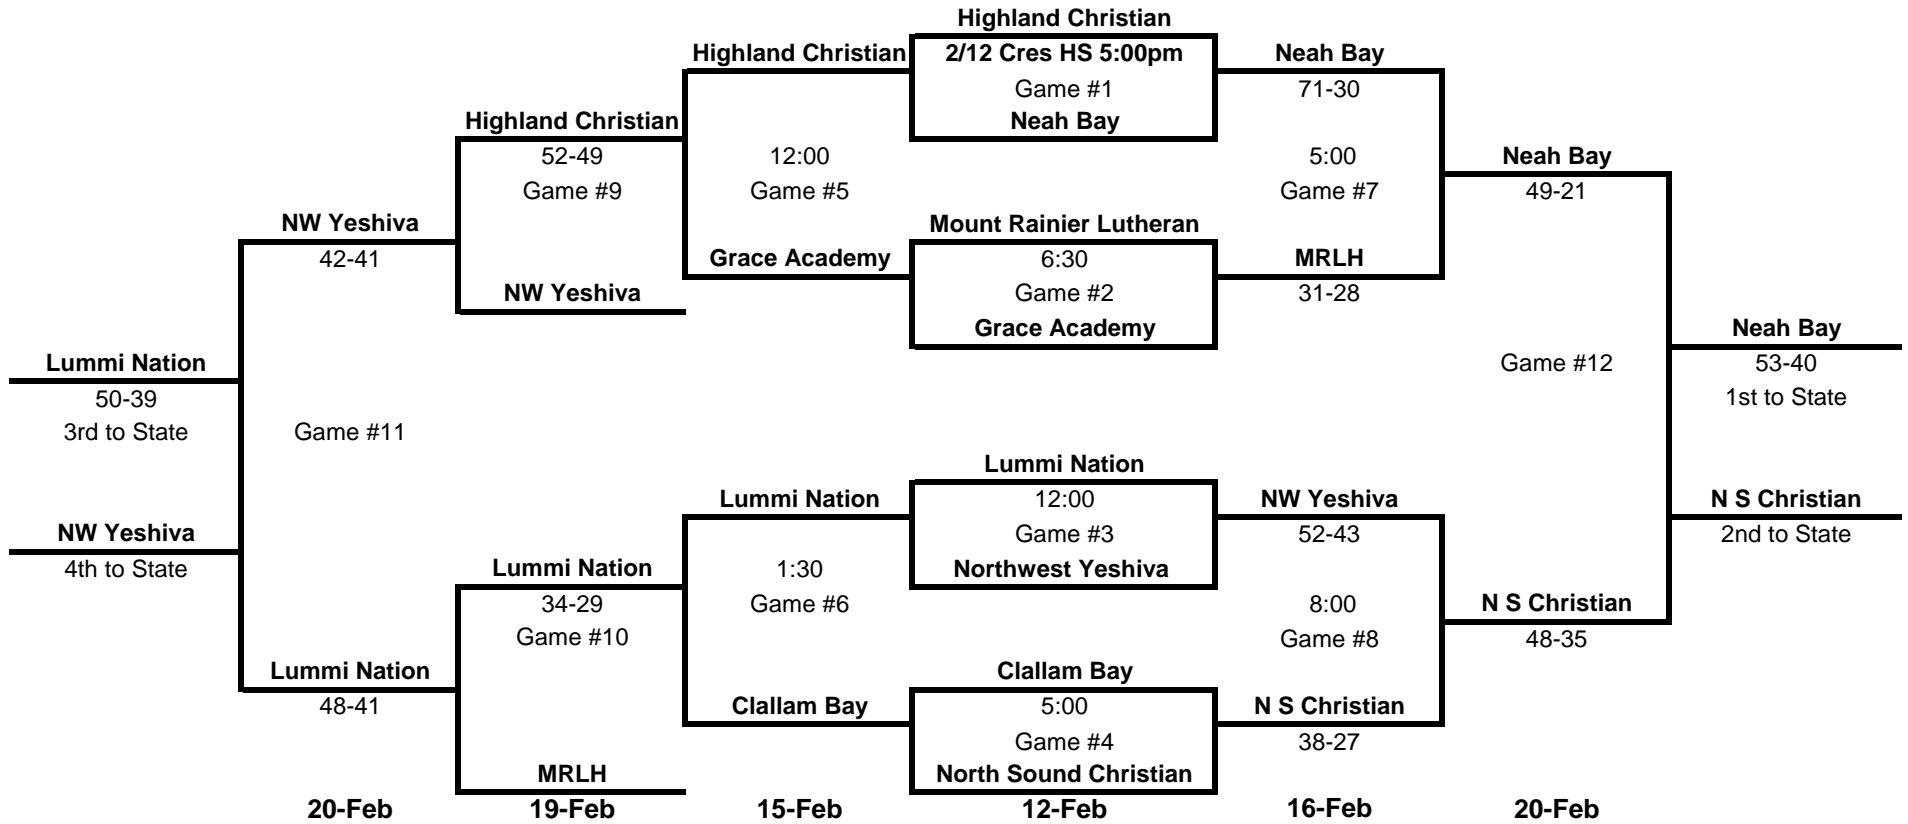 Highland Christian
Highland Christian 2/12 Cres HS 5:00pm Neah Bay
Game #1 71-30
Highland Christian Neah Bay
52-49 12:00 5:00 Neah Bay
Game #9 Game #5 Game #7 49-21
NW Yeshiva Mount Rainier Lutheran
42-41 Grace Academy 6:30 MRLH
NW Yeshiva Game #2 31-28
Grace Academy Neah Bay
Lummi Nation Game #12 53-40
50-39 1st to State
3rd to State Game #11
Lummi Nation
Lummi Nation 12:00 NW Yeshiva N S Christian
NW Yeshiva Game #3 52-43 2nd to State
4th to State Lummi Nation 1:30 Northwest Yeshiva
34-29 Game #6 8:00 N S Christian
Game #10 Game #8 48-35
Lummi Nation Clallam Bay
48-41 Clallam Bay 5:00 N S Christian
Game #4 38-27
MRLH North Sound Christian
20-Feb 19-Feb 15-Feb 12-Feb 16-Feb 20-Feb